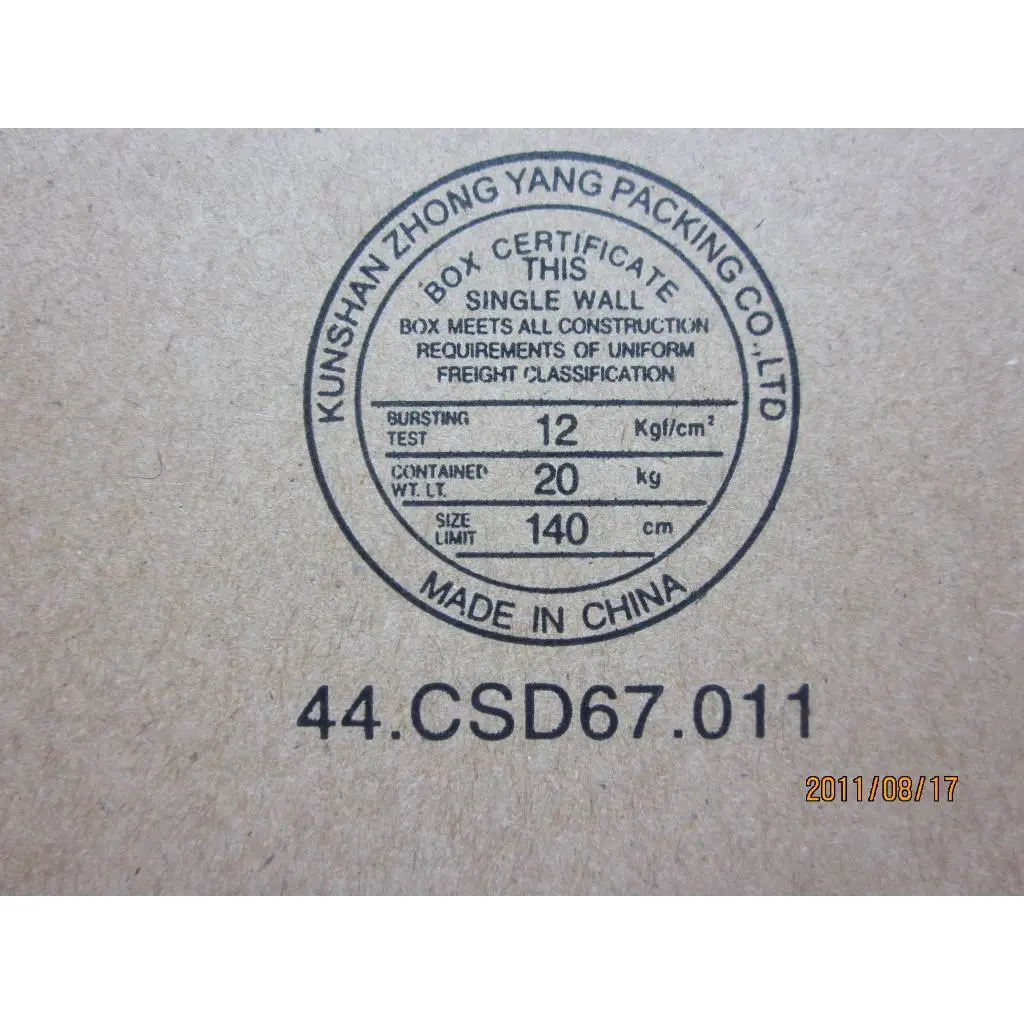 KUNSHAN ZHONG YANG PACKING CO.,LTD
BOX CERTIFICATE
THIS
SINGLE WALL
BOX MEETS ALL CONSTRUCTION
REQUIREMENTS OF UNIFORM
FREIGHT CLASSIFICATION
BURSTING TEST 12 Kgf/cm²
CONTAINED WT. LT. 20 kg
SIZE LIMIT 140 cm
MADE IN CHINA
44.CSD67.011
2011/08/17